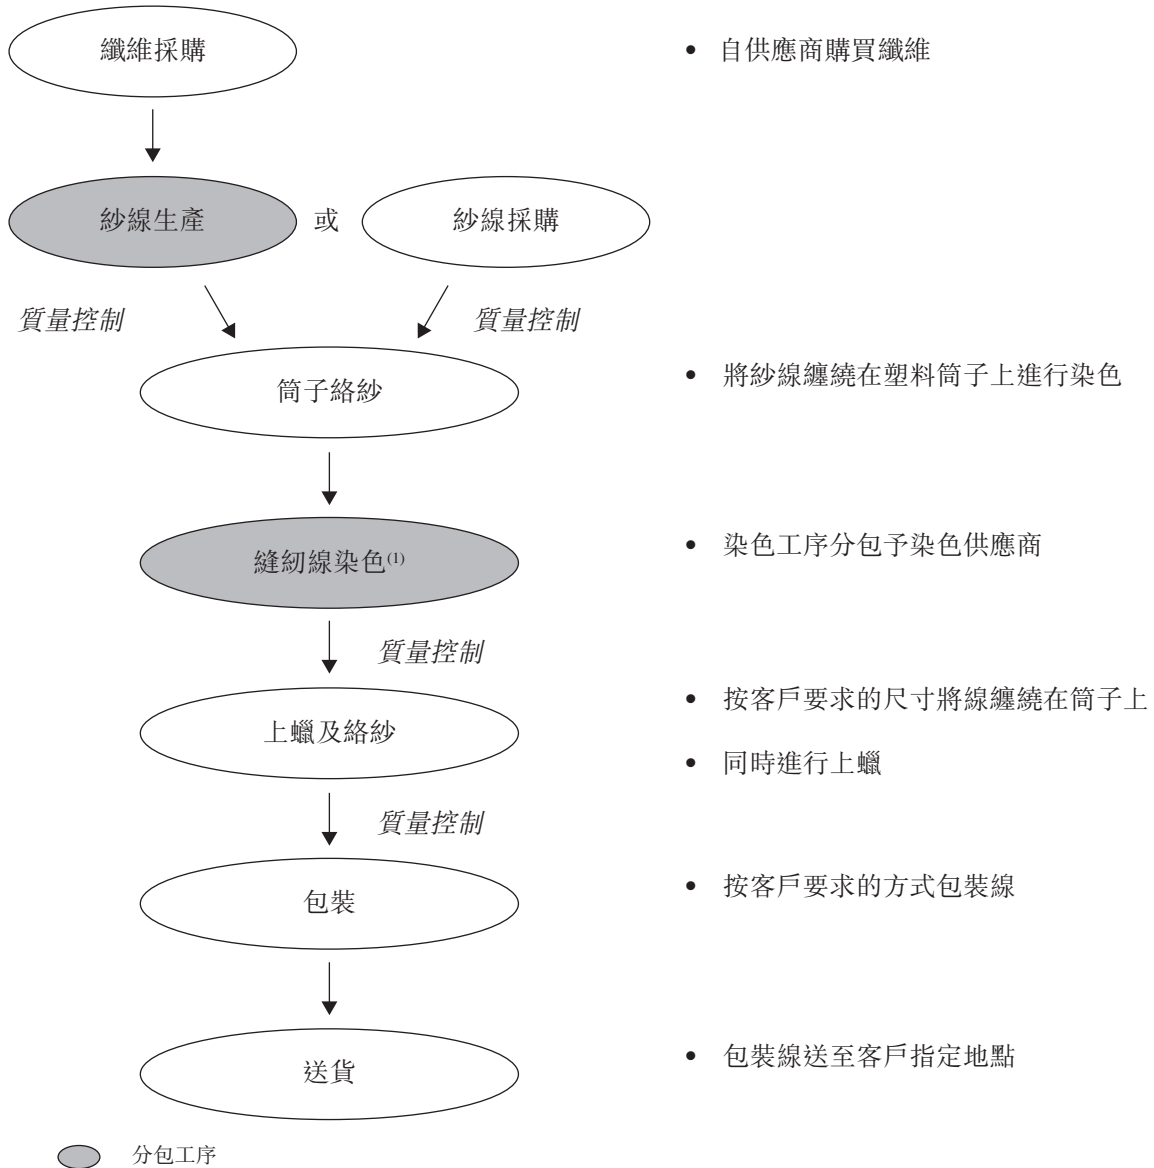 纖維採購
• 自供應商購買纖維
紗線生產 或 紗線採購
質量控制 質量控制
筒子絡紗
• 將紗線纏繞在塑料筒子上進行染色
縫紉線染色(1)
• 染色工序分包予染色供應商
質量控制
上蠟及絡紗
• 按客戶要求的尺寸將線纏繞在筒子上
• 同時進行上蠟
質量控制
包裝
• 按客戶要求的方式包裝線
送貨
• 包裝線送至客戶指定地點
分包工序